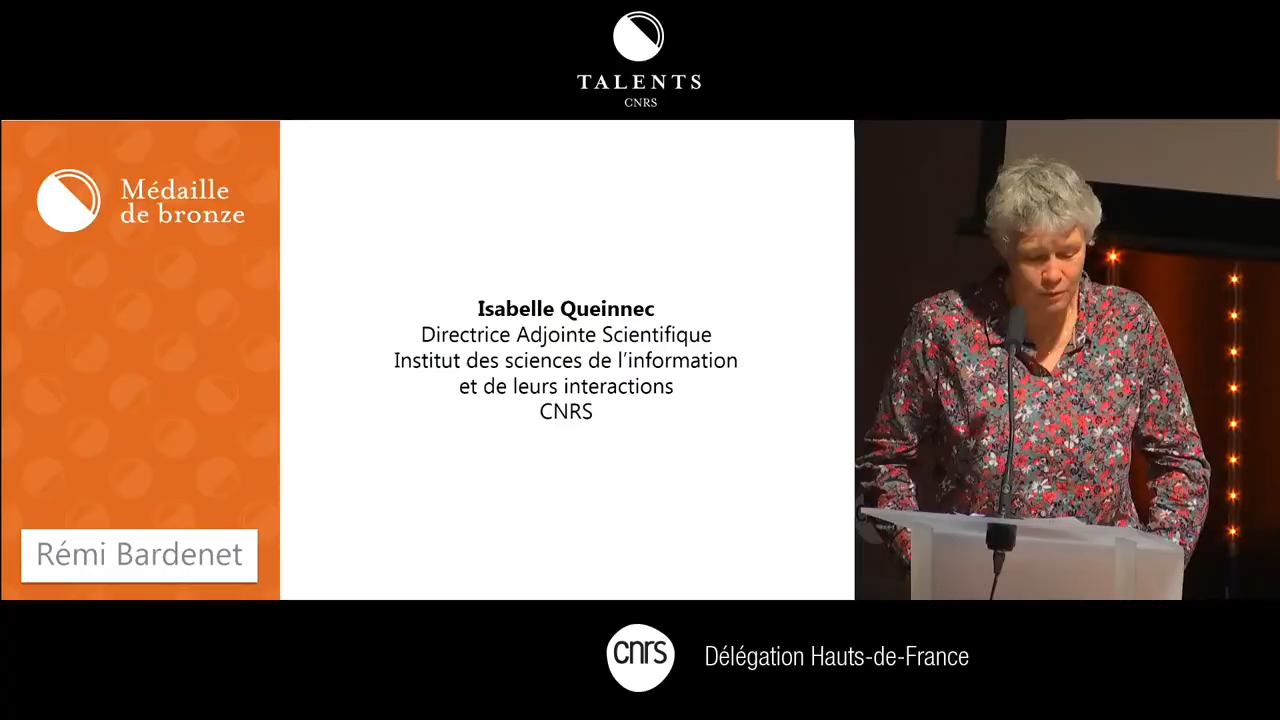 TALENTS
CNRS
Médaille
de bronze
Rémi Bardenet
Isabelle Queinnec
Directrice Adjointe Scientifique
Institut des sciences de l'information
et de leurs interactions
CNRS
cnrs
Délégation Hauts-de-France